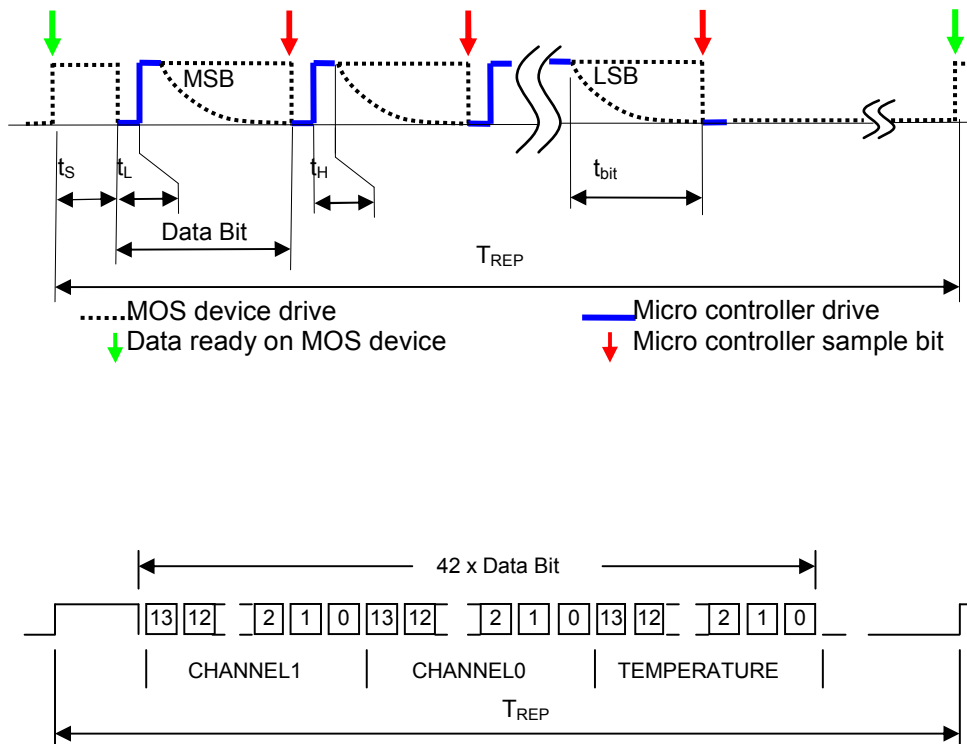 MSB
LSB
tS
tL
tH
tbit
Data Bit
TREP
MOS device drive
Micro controller drive
Data ready on MOS device
Micro controller sample bit
42 x Data Bit
13 12 2 1 0 13 12 2 1 0 13 12 2 1 0
CHANNEL1 CHANNEL0 TEMPERATURE
TREP